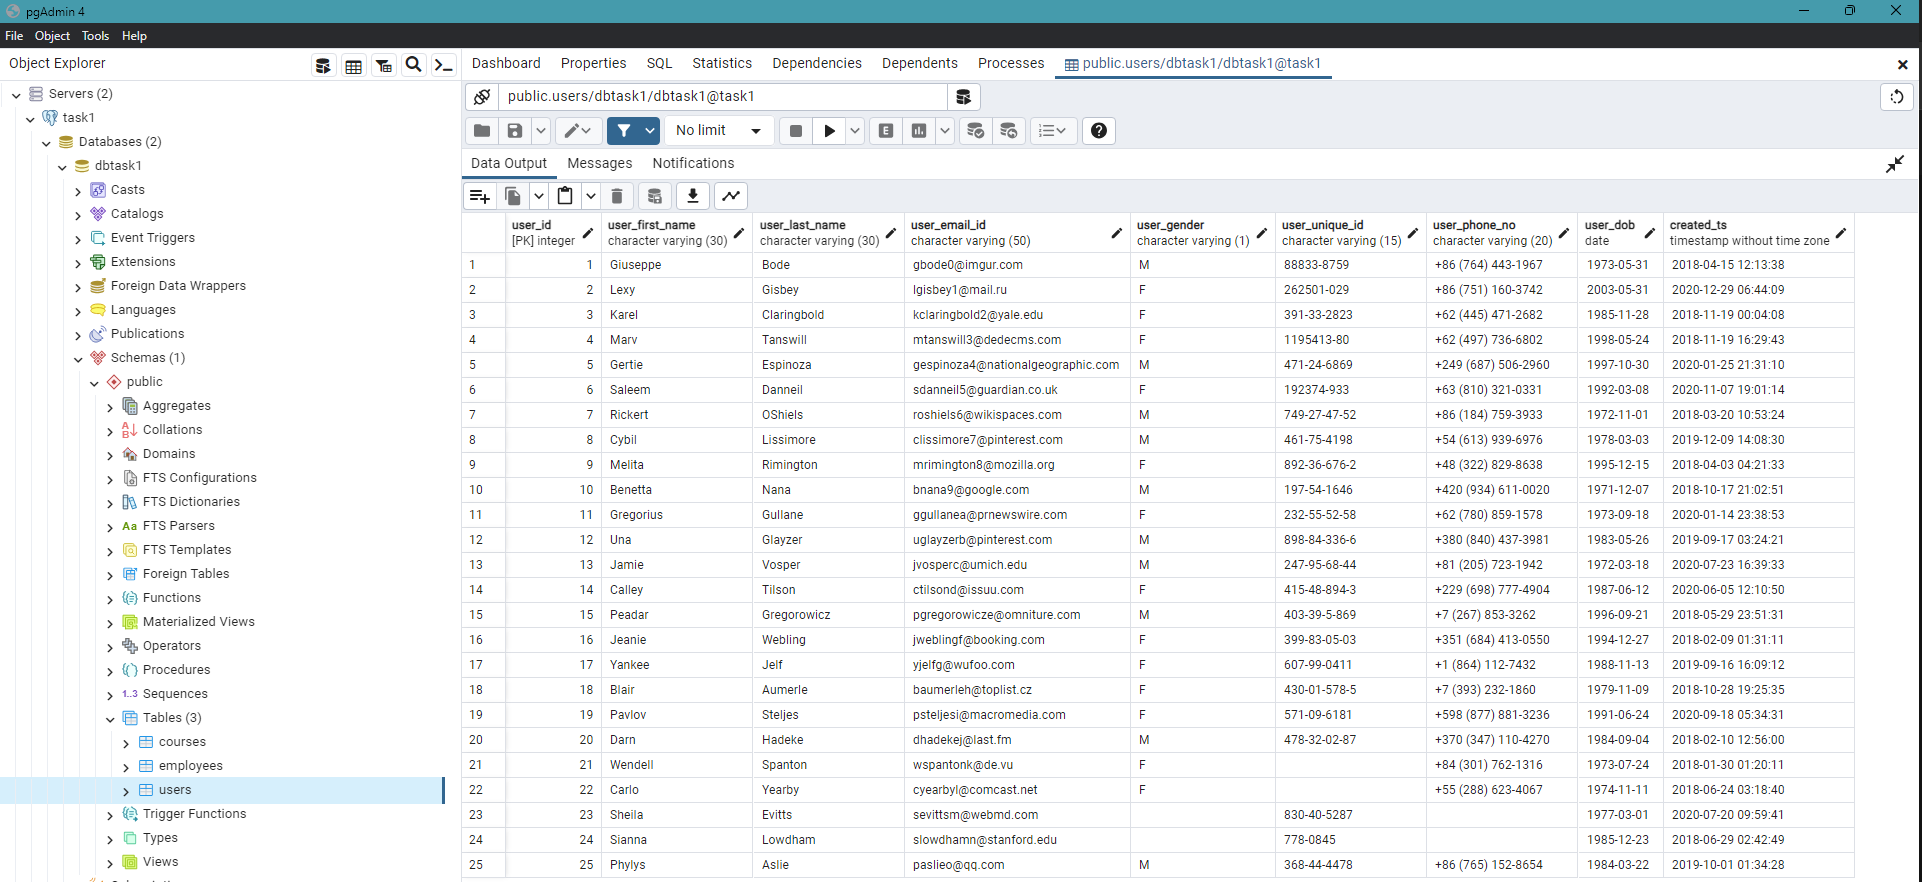 pgAdmin 4
File Object Tools Help
Object Explorer
Servers (2)
task1
Databases (2)
dbtask1
Casts
Catalogs
Event Triggers
Extensions
Foreign Data Wrappers
Languages
Publications
Schemas (1)
public
Aggregates
Collations
Domains
FTS Configurations
FTS Dictionaries
Aa FTS Parsers
FTS Templates
Foreign Tables
Functions
Materialized Views
Operators
Procedures
1..3 Sequences
Tables (3)
courses
employees
users
Trigger Functions
Types
Views
Dashboard Properties SQL Statistics Dependencies Dependents Processes public.users/dbtask1/dbtask1@task1
public.users/dbtask1/dbtask1@task1
No limit E
Data Output Messages Notifications
user_id user_first_name user_last_name user_email_id user_gender user_unique_id user_phone_no user_dob created_ts
[PK] integer character varying (30) character varying (30) character varying (50) character varying (1) character varying (15) character varying (20) date timestamp without time zone
1 1 Giuseppe Bode gbode0@imgur.com M 88833-8759 +86 (764) 443-1967 1973-05-31 2018-04-15 12:13:38
2 2 Lexy Gisbey lgisbey1@mail.ru F 262501-029 +86 (751) 160-3742 2003-05-31 2020-12-29 06:44:09
3 3 Karel Claringbold kclaringbold2@yale.edu F 391-33-2823 +62 (445) 471-2682 1985-11-28 2018-11-19 00:04:08
4 4 Marv Tanswill mtanswill3@dedecms.com F 1195413-80 +62 (497) 736-6802 1998-05-24 2018-11-19 16:29:43
5 5 Gertie Espinoza gespinoza4@nationalgeographic.com M 471-24-6869 +249 (687) 506-2960 1997-10-30 2020-01-25 21:31:10
6 6 Saleem Danneil sdanneil5@guardian.co.uk F 192374-933 +63 (810) 321-0331 1992-03-08 2020-11-07 19:01:14
7 7 Rickert OShiels roshiels6@wikispaces.com M 749-27-47-52 +86 (184) 759-3933 1972-11-01 2018-03-20 10:53:24
8 8 Cybil Lissimore clissimore7@pinterest.com M 461-75-4198 +54 (613) 939-6976 1978-03-03 2019-12-09 14:08:30
9 9 Melita Rimington mrimington8@mozilla.org F 892-36-676-2 +48 (322) 829-8638 1995-12-15 2018-04-03 04:21:33
10 10 Benetta Nana bnana9@google.com M 197-54-1646 +420 (934) 611-0020 1971-12-07 2018-10-17 21:02:51
11 11 Gregorius Gullane ggullanea@prnewswire.com F 232-55-52-58 +62 (780) 859-1578 1973-09-18 2020-01-14 23:38:53
12 12 Una Glayzer uglayzerb@pinterest.com M 898-84-336-6 +380 (840) 437-3981 1983-05-26 2019-09-17 03:24:21
13 13 Jamie Vosper jvosperc@umich.edu M 247-95-68-44 +81 (205) 723-1942 1972-03-18 2020-07-23 16:39:33
14 14 Calley Tilson ctilsond@issuu.com F 415-48-894-3 +229 (698) 777-4904 1987-06-12 2020-06-05 12:10:50
15 15 Peadar Gregorowicz pgregorowicze@omniture.com M 403-39-5-869 +7 (267) 853-3262 1996-09-21 2018-05-29 23:51:31
16 16 Jeanie Webling jweblingf@booking.com F 399-83-05-03 +351 (684) 413-0550 1994-12-27 2018-02-09 01:31:11
17 17 Yankee Jelf yjelfg@wufoo.com F 607-99-0411 +1 (864) 112-7432 1988-11-13 2019-09-16 16:09:12
18 18 Blair Aumerle baumerleh@toplist.cz F 430-01-578-5 +7 (393) 232-1860 1979-11-09 2018-10-28 19:25:35
19 19 Pavlov Steljes psteljesi@macromedia.com F 571-09-6181 +598 (877) 881-3236 1991-06-24 2020-09-18 05:34:31
20 20 Darn Hadeke dhadekej@last.fm M 478-32-02-87 +370 (347) 110-4270 1984-09-04 2018-02-10 12:56:00
21 21 Wendell Spanton wspantonk@de.vu F +84 (301) 762-1316 1973-07-24 2018-01-30 01:20:11
22 22 Carlo Yearby cyearbyl@comcast.net F +55 (288) 623-4067 1974-11-11 2018-06-24 03:18:40
23 23 Sheila Evitts sevittsm@webmd.com 830-40-5287 1977-03-01 2020-07-20 09:59:41
24 24 Sianna Lowdham slowdhamn@stanford.edu 778-0845 1985-12-23 2018-06-29 02:42:49
25 25 Phylys Aslie paslieo@qq.com M 368-44-4478 +86 (765) 152-8654 1984-03-22 2019-10-01 01:34:28